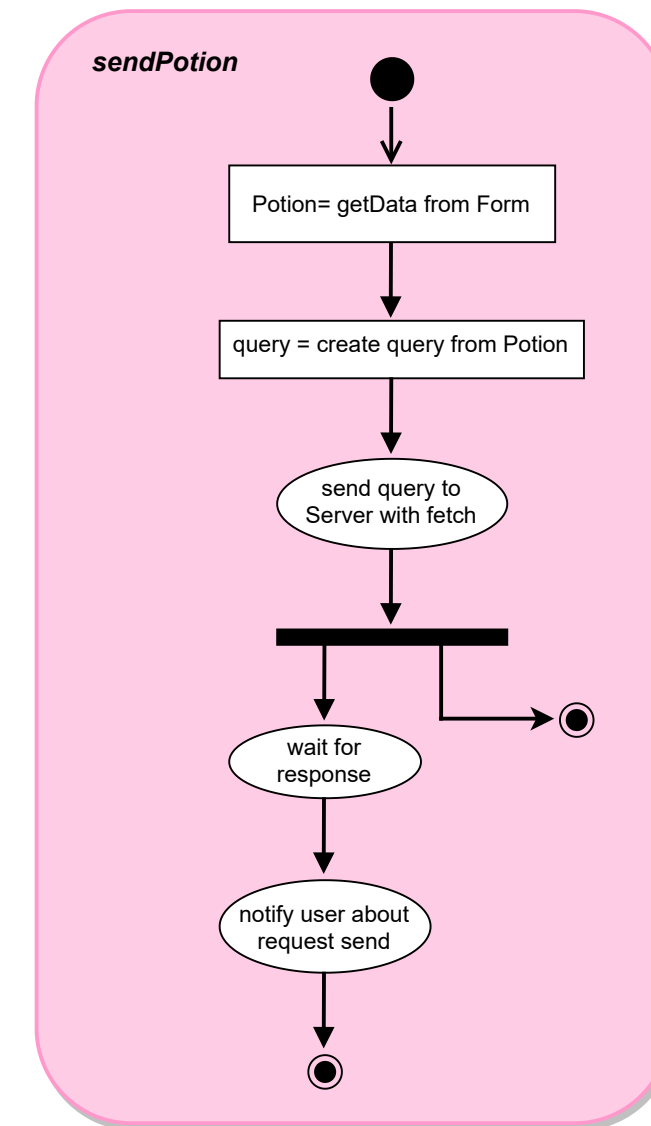 sendPotion
Potion= getData from Form
query = create query from Potion
send query to
Server with fetch
wait for
response
notify user about
request send